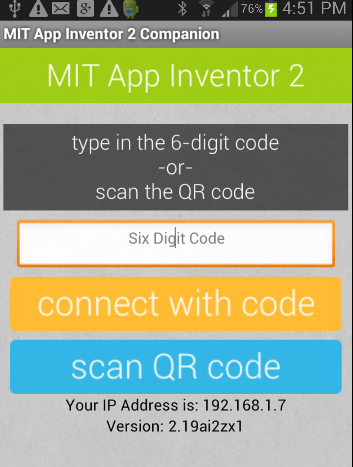 76% 4:51 PM
MIT App Inventor 2 Companion
MIT App Inventor 2
type in the 6-digit code
-or-
scan the QR code
Six Digit Code
connect with code
scan QR code
Your IP Address is: 192.168.1.7
Version: 2.19ai2zx1